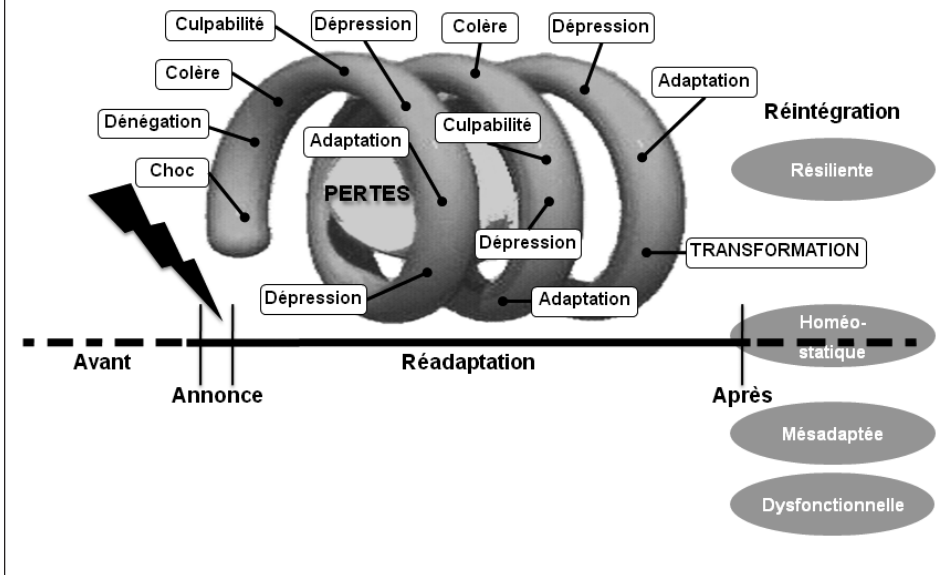 Culpabilité
Dépression
Colère
Dépression
Colère
Adaptation
Réintégration
Dénégation
Adaptation
Culpabilité
Choc
PERTES
Résiliente
Dépression
TRANSFORMATION
Dépression
Adaptation
Homéo-
statique
Avant
Réadaptation
Annonce
Après
Mésadaptée
Dysfonctionnelle